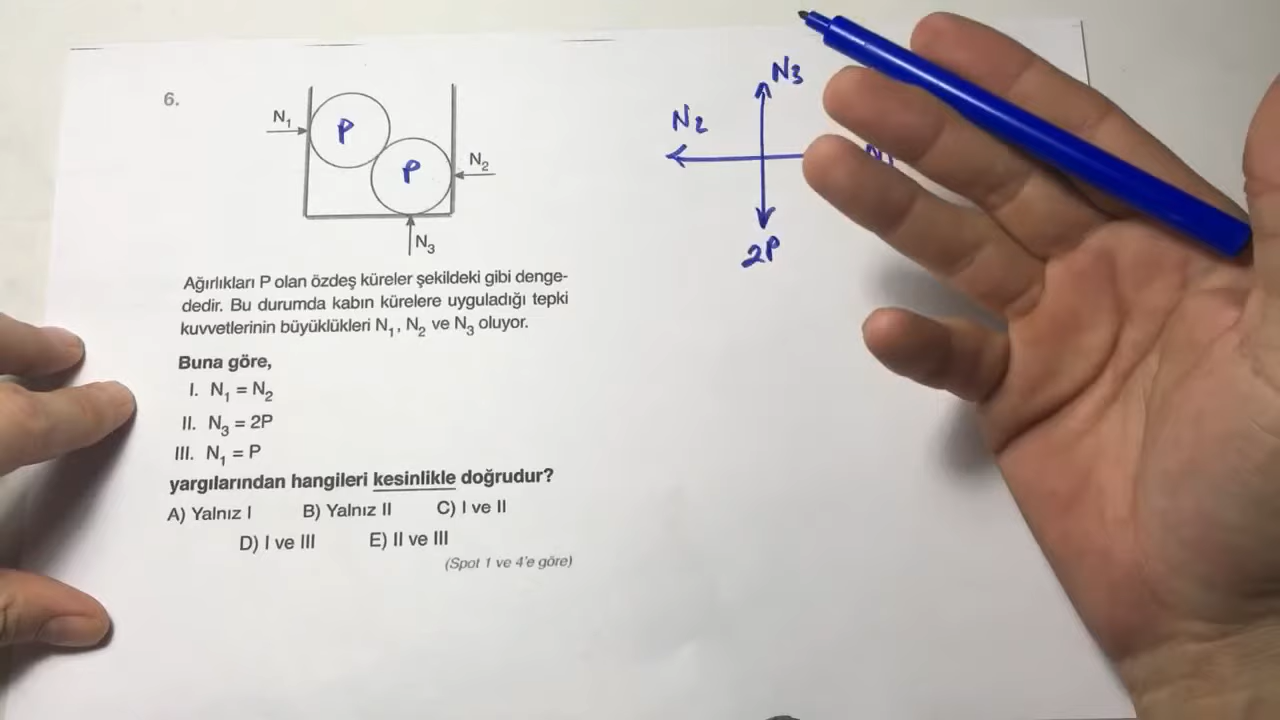 6.
N₁
P
P
N₂
N₃
N₃
N₂
2P
Ağırlıkları P olan özdeş küreler şekildeki gibi denge-
dedir. Bu durumda kabın kürelere uyguladığı tepki
kuvvetlerinin büyüklükleri N₁, N₂ ve N₃ oluyor.
Buna göre,
I. N₁ = N₂
II. N₃ = 2P
III. N₁ = P
yargılarından hangileri kesinlikle doğrudur?
A) Yalnız I B) Yalnız II C) I ve II
D) I ve III E) II ve III
(Spot 1 ve 4'e göre)